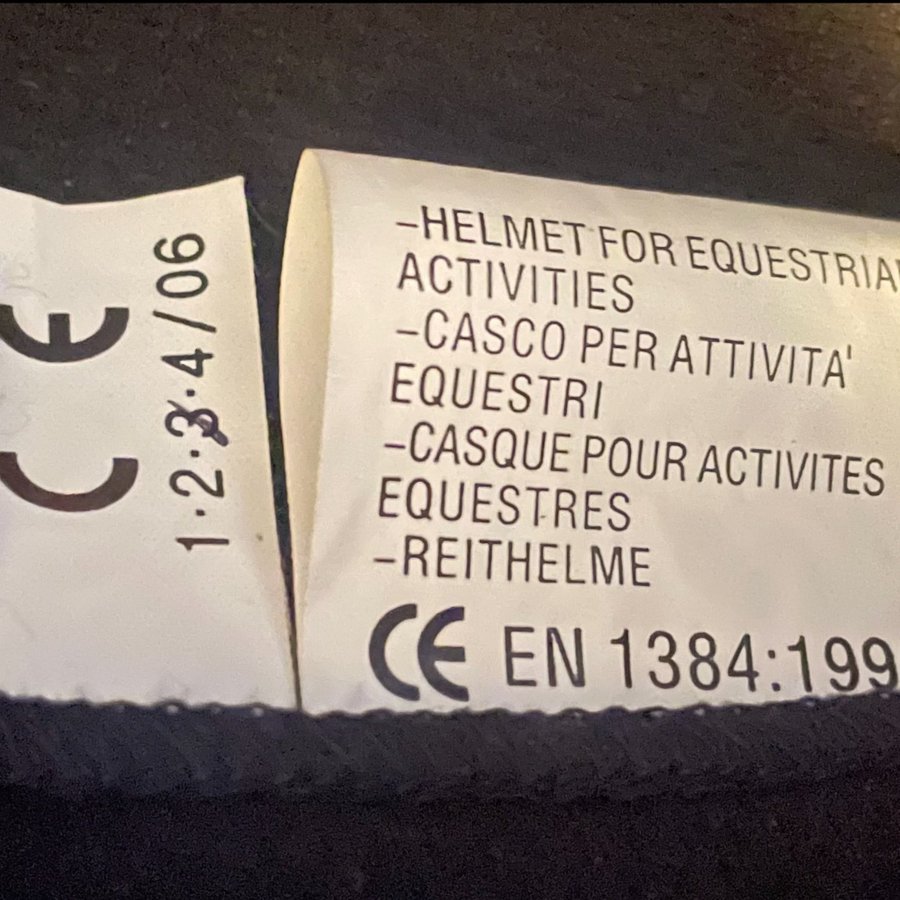 CE
1·2·3·4/06
-HELMET FOR EQUESTRIA
ACTIVITIES
-CASCO PER ATTIVITA'
EQUESTRI
-CASQUE POUR ACTIVITES
EQUESTRES
-REITHELME
CE EN 1384:199